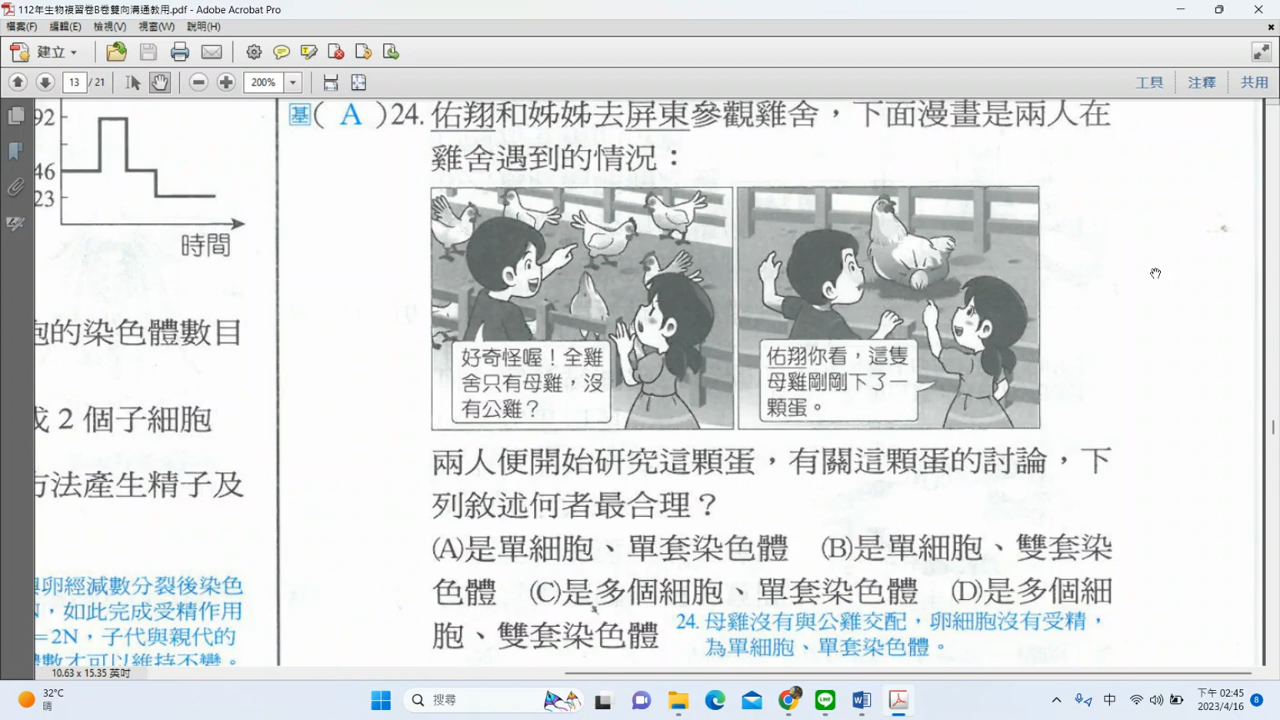 112年生物複習卷B卷雙向溝通教用.pdf - Adobe Acrobat Pro
檔案(F) 編輯(E) 檢視(V) 視窗(W) 說明(H)
建立
13 / 21 200% 工具 注釋 共用
92
46
23
時間
胞的染色體數目
成 2 個子細胞
方法產生精子及
與卵經減數分裂後染色
N，如此完成受精作用
=2N，子代與親代的
體數才可以維持不變。
基( A )24. 佑翔和姊姊去屏東參觀雞舍，下面漫畫是兩人在
雞舍遇到的情況：
好奇怪喔！全雞
舍只有母雞，沒
有公雞？
佑翔你看，這隻
母雞剛剛下了一
顆蛋。
兩人便開始研究這顆蛋，有關這顆蛋的討論，下
列敘述何者最合理？
(A)是單細胞、單套染色體 (B)是單細胞、雙套染
色體 (C)是多個細胞、單套染色體 (D)是多個細
胞、雙套染色體
24. 母雞沒有與公雞交配，卵細胞沒有受精，
為單細胞、單套染色體。
10.63 x 15.35 英吋
32°C
晴
搜尋
中
下午 02:45
2023/4/16
8